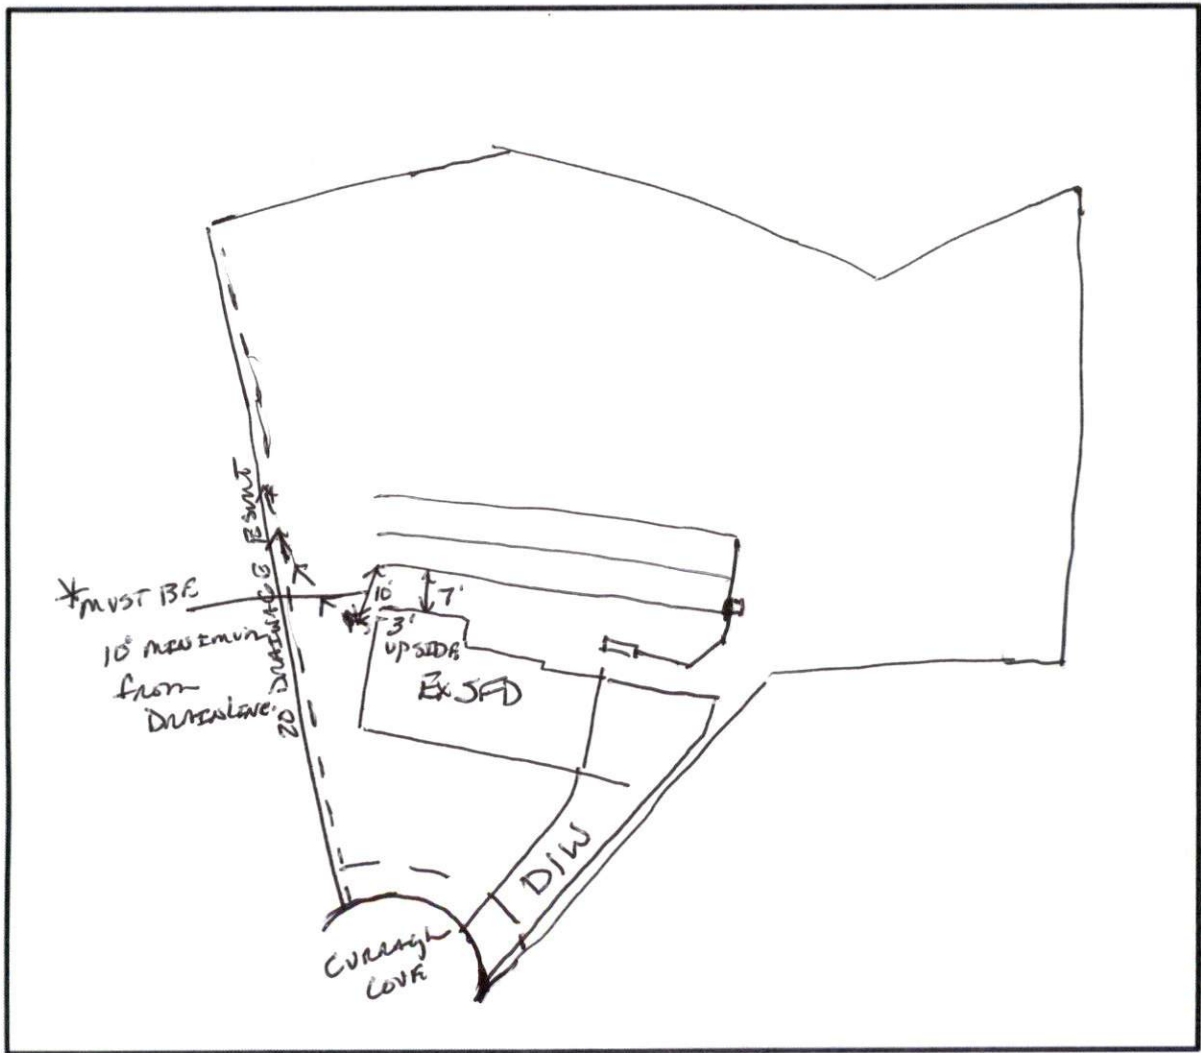 20 DRAINAGE ESMT
*MUST BE
10' MINIMUM
from
DRAINLINE.
10'
7'
3'
UPSIDE
EX SFD
D/W
CURRAGH
COVE